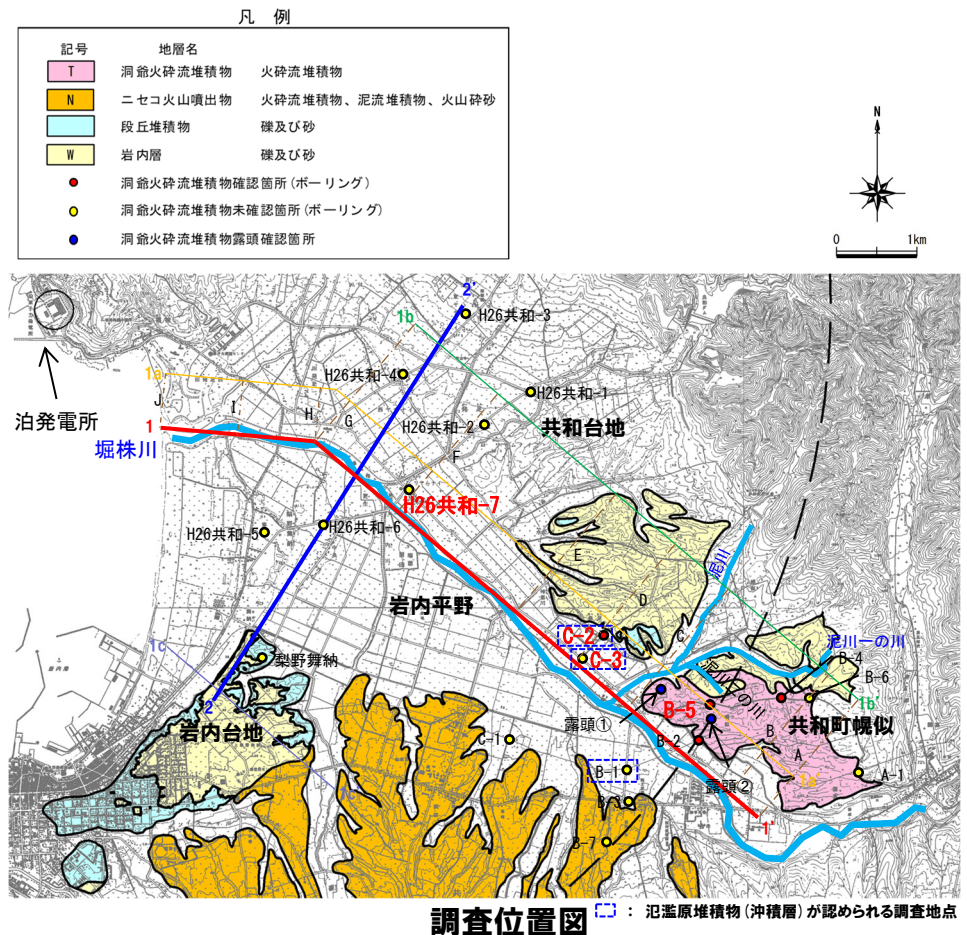 凡 例
記号 地層名
T 洞爺火砕流堆積物 火砕流堆積物
N ニセコ火山噴出物 火砕流堆積物、泥流堆積物、火山砕砂
段丘堆積物 礫及び砂
W 岩内層 礫及び砂
洞爺火砕流堆積物確認箇所(ボーリング)
洞爺火砕流堆積物未確認箇所(ボーリング)
洞爺火砕流堆積物露頭確認箇所
N
0 1km
2'
H26共和-3
1b
1a
H26共和-4
H26共和-1
J
I
H
G
泊発電所
1
H26共和-2
共和台地
堀株川
F
H26共和-7
H26共和-5
H26共和-6
E
泥川
岩内平野
D
C
1c
C-2
泥川一の川
梨野舞納
C-3
B-4
泥川一の川
B-6
2
B-5
1b'
岩内台地
露頭①
共和町幌似
C-1
B-2
B
A
B-1
A-1
1c'
露頭②
1a'
B-3
1'
B-7
調査位置図
: 氾濫原堆積物(沖積層)が認められる調査地点